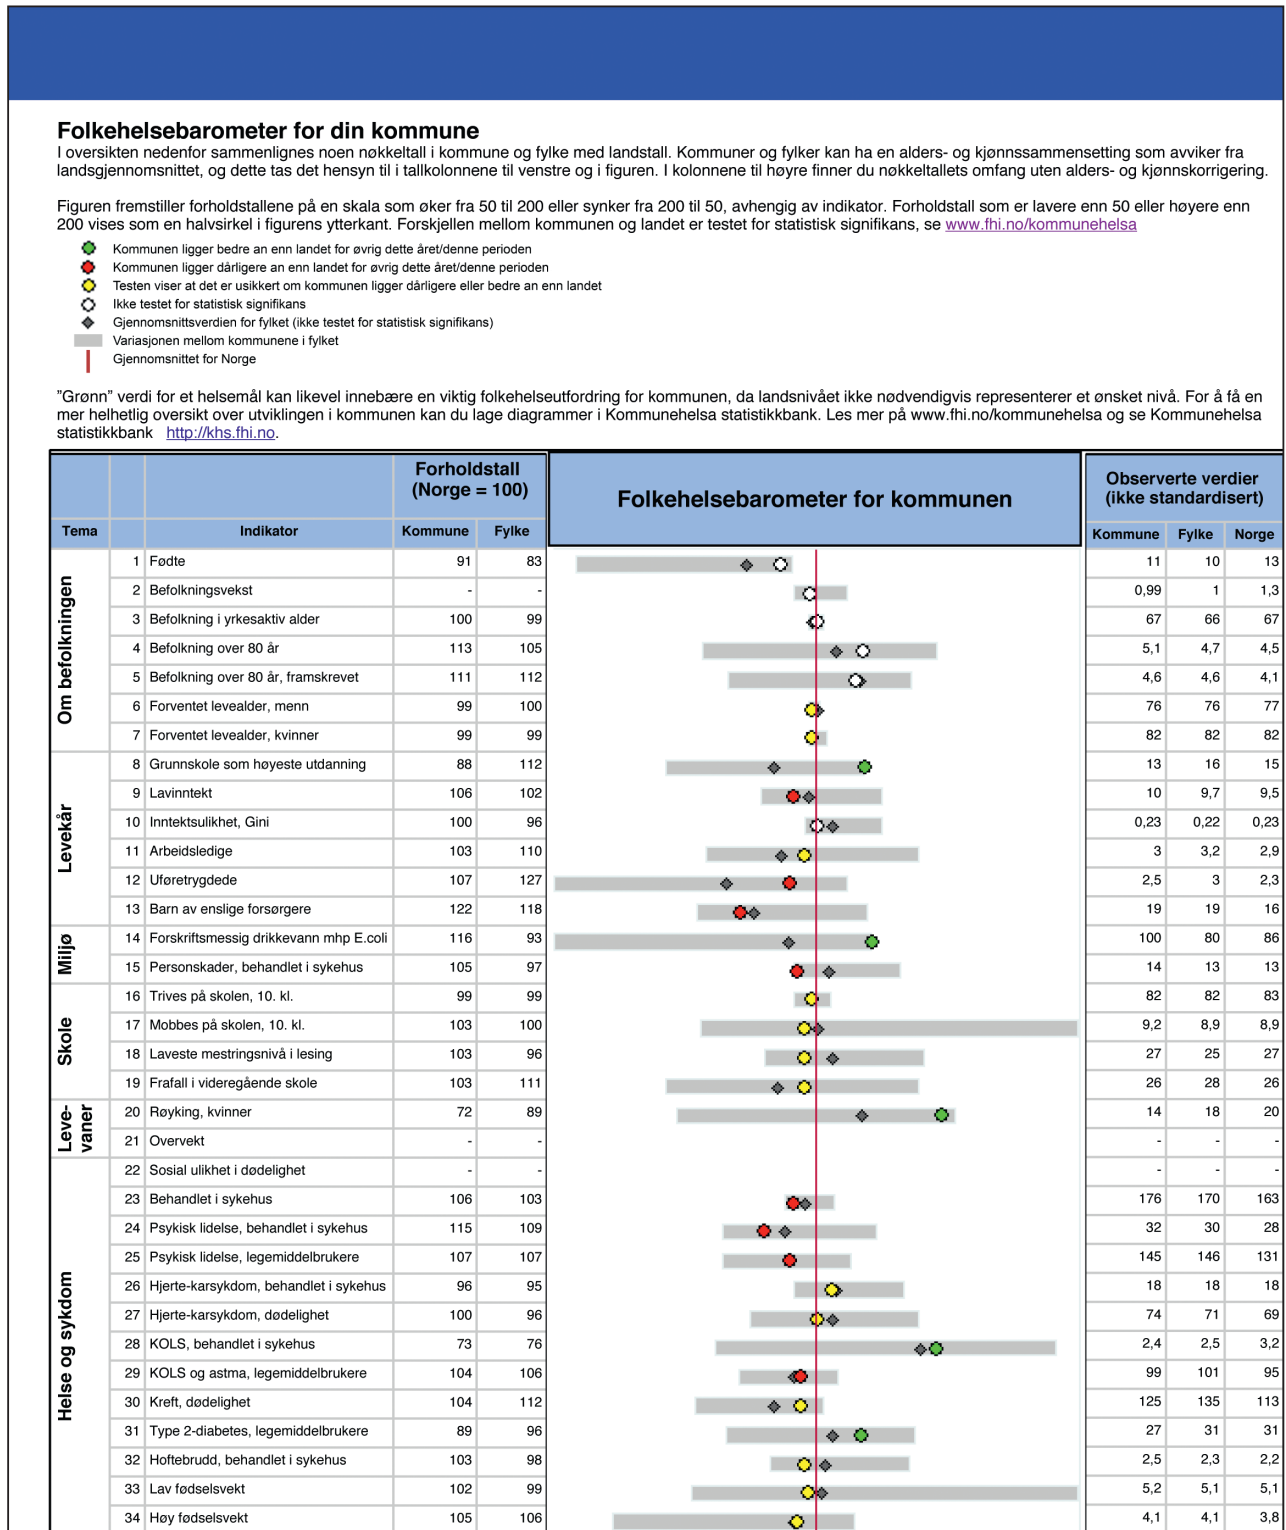 Folkehelsebarometer for din kommune
I oversikten nedenfor sammenlignes noen nøkkeltall i kommune og fylke med landstall. Kommuner og fylker kan ha en alders- og kjønnssammensetting som avviker fra
landsgjennomsnittet, og dette tas det hensyn til i tallkolonnene til venstre og i figuren. I kolonnene til høyre finner du nøkkeltallets omfang uten alders- og kjønnskorrigering.
Figuren fremstiller forholdstallene på en skala som øker fra 50 til 200 eller synker fra 200 til 50, avhengig av indikator. Forholdstall som er lavere enn 50 eller høyere enn
200 vises som en halvsirkel i figurens ytterkant. Forskjellen mellom kommunen og landet er testet for statistisk signifikans, se www.fhi.no/kommunehelsa
Kommunen ligger bedre an enn landet for øvrig dette året/denne perioden
Kommunen ligger dårligere an enn landet for øvrig dette året/denne perioden
Testen viser at det er usikkert om kommunen ligger dårligere eller bedre an enn landet
Ikke testet for statistisk signifikans
Gjennomsnittsverdien for fylket (ikke testet for statistisk signifikans)
Variasjonen mellom kommunene i fylket
Gjennomsnittet for Norge
"Grønn" verdi for et helsemål kan likevel innebære en viktig folkehelseutfordring for kommunen, da landsnivået ikke nødvendigvis representerer et ønsket nivå. For å få en
mer helhetlig oversikt over utviklingen i kommunen kan du lage diagrammer i Kommunehelsa statistikkbank. Les mer på www.fhi.no/kommunehelsa og se Kommunehelsa
statistikkbank http://khs.fhi.no.
Forholdstall
(Norge = 100)
Folkehelsebarometer for kommunen
Observerte verdier
(ikke standardisert)
Tema Indikator Kommune Fylke Kommune Fylke Norge
Om befolkningen
1 Fødte 91 83 11 10 13
2 Befolkningsvekst - - 0,99 1 1,3
3 Befolkning i yrkesaktiv alder 100 99 67 66 67
4 Befolkning over 80 år 113 105 5,1 4,7 4,5
5 Befolkning over 80 år, framskrevet 111 112 4,6 4,6 4,1
6 Forventet levealder, menn 99 100 76 76 77
7 Forventet levealder, kvinner 99 99 82 82 82
Levekår
8 Grunnskole som høyeste utdanning 88 112 13 16 15
9 Lavinntekt 106 102 10 9,7 9,5
10 Inntektsulikhet, Gini 100 96 0,23 0,22 0,23
11 Arbeidsledige 103 110 3 3,2 2,9
12 Uføretrygdede 107 127 2,5 3 2,3
13 Barn av enslige forsørgere 122 118 19 19 16
Miljø
14 Forskriftsmessig drikkevann mhp E.coli 116 93 100 80 86
15 Personskader, behandlet i sykehus 105 97 14 13 13
Skole
16 Trives på skolen, 10. kl. 99 99 82 82 83
17 Mobbes på skolen, 10. kl. 103 100 9,2 8,9 8,9
18 Laveste mestringsnivå i lesing 103 96 27 25 27
19 Frafall i videregående skole 103 111 26 28 26
Leve-
vaner
20 Røyking, kvinner 72 89 14 18 20
21 Overvekt - - - - -
Helse og sykdom
22 Sosial ulikhet i dødelighet - - - - -
23 Behandlet i sykehus 106 103 176 170 163
24 Psykisk lidelse, behandlet i sykehus 115 109 32 30 28
25 Psykisk lidelse, legemiddelbrukere 107 107 145 146 131
26 Hjerte-karsykdom, behandlet i sykehus 96 95 18 18 18
27 Hjerte-karsykdom, dødelighet 100 96 74 71 69
28 KOLS, behandlet i sykehus 73 76 2,4 2,5 3,2
29 KOLS og astma, legemiddelbrukere 104 106 99 101 95
30 Kreft, dødelighet 104 112 125 135 113
31 Type 2-diabetes, legemiddelbrukere 89 96 27 31 31
32 Hoftebrudd, behandlet i sykehus 103 98 2,5 2,3 2,2
33 Lav fødselsvekt 102 99 5,2 5,1 5,1
34 Høy fødselsvekt 105 106 4,1 4,1 3,8